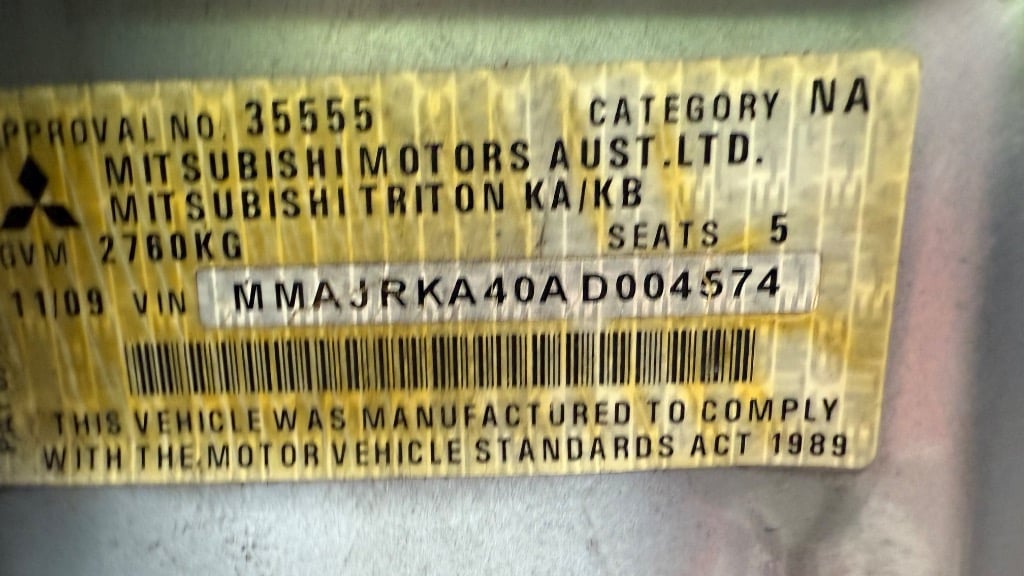 PPROVAL NO. 35555 CATEGORY NA
MITSUBISHI MOTORS AUST.LTD.
MITSUBISHI TRITON KA/KB
GVM 2760KG SEATS 5
11/09 VIN MMAJRKA40AD004574
THIS VEHICLE WAS MANUFACTURED TO COMPLY
WITH THE MOTOR VEHICLE STANDARDS ACT 1989